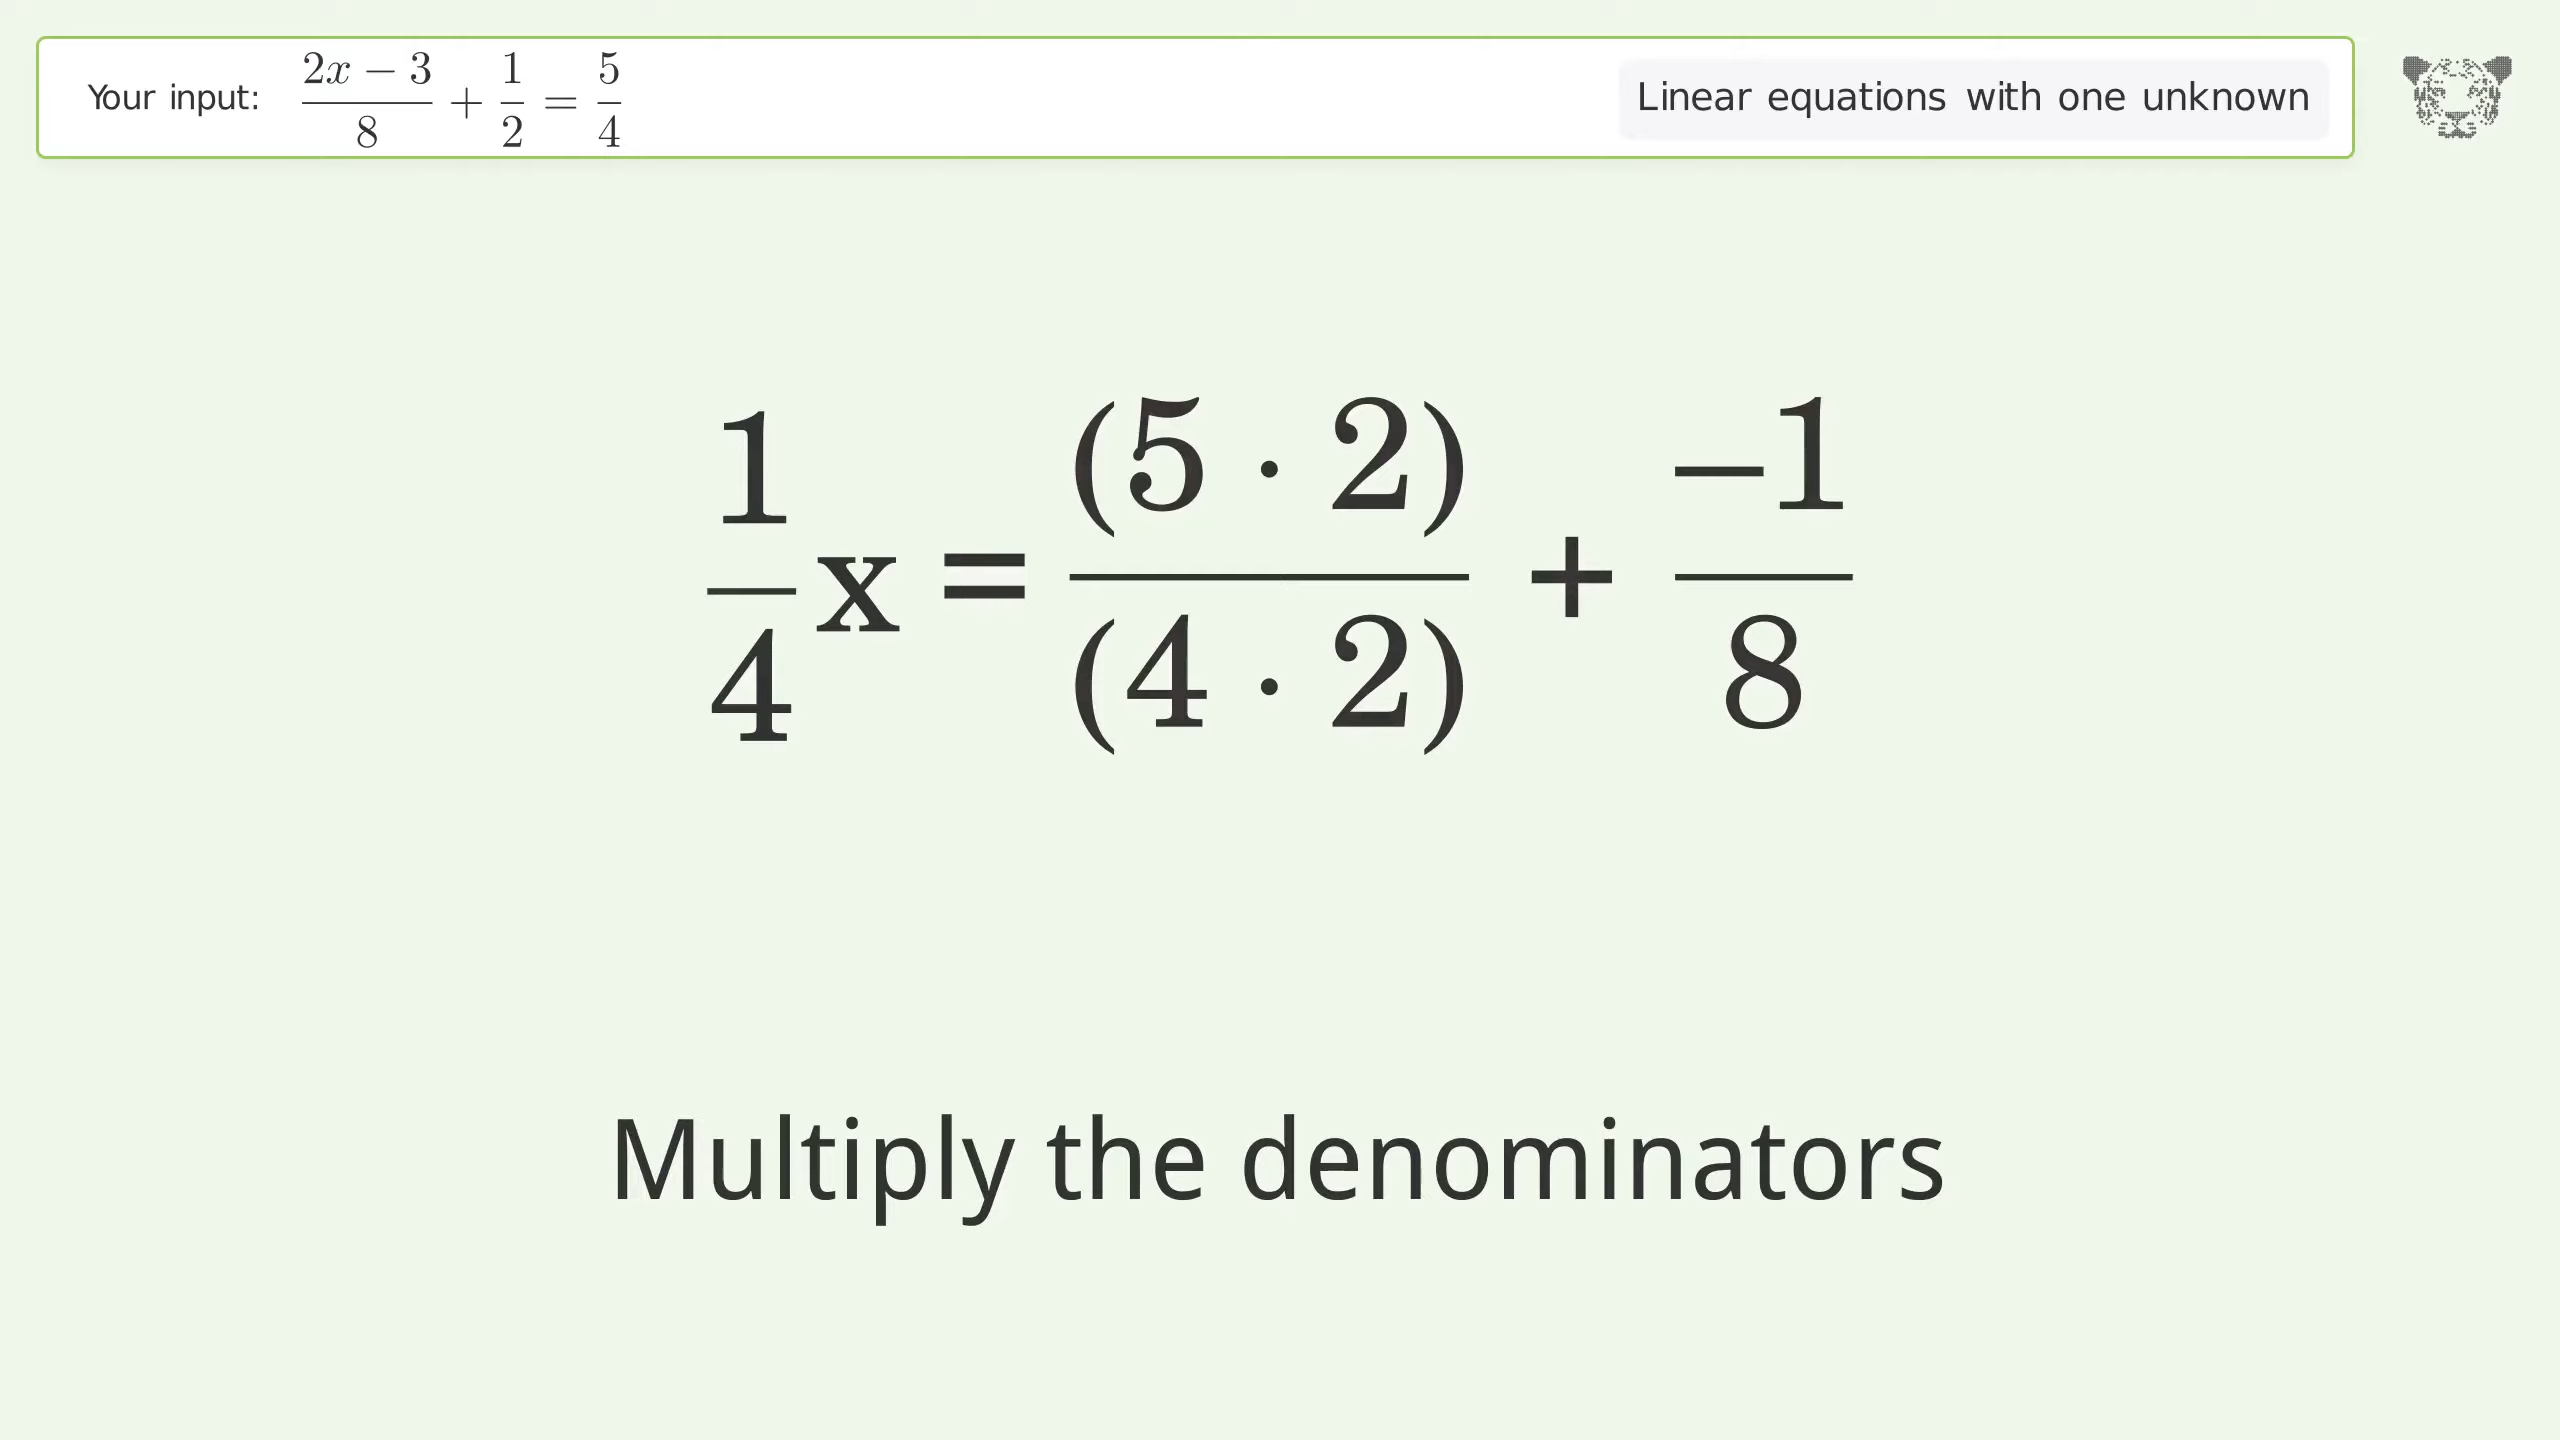 Your input: (2x − 3)/8 + 1/2 = 5/4
Linear equations with one unknown
1/4 x = (5 · 2)/(4 · 2) + −1/8
Multiply the denominators